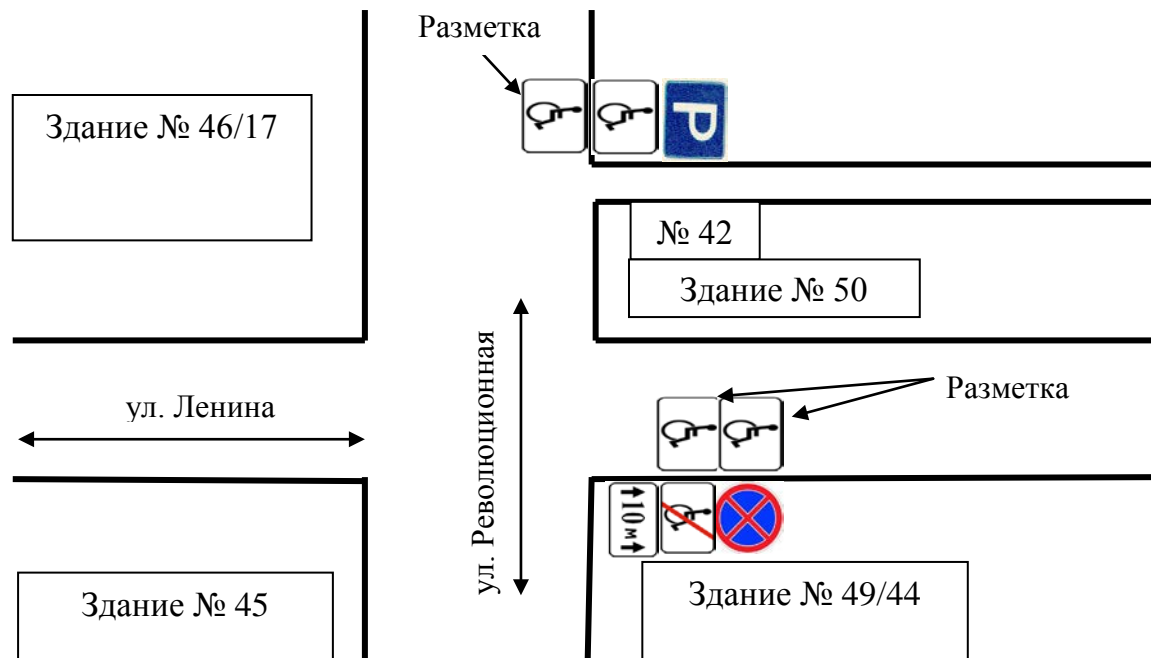 Разметка
Здание № 46/17
P
№ 42
Здание № 50
ул. Революционная
Разметка
ул. Ленина
10 м
Здание № 45
Здание № 49/44